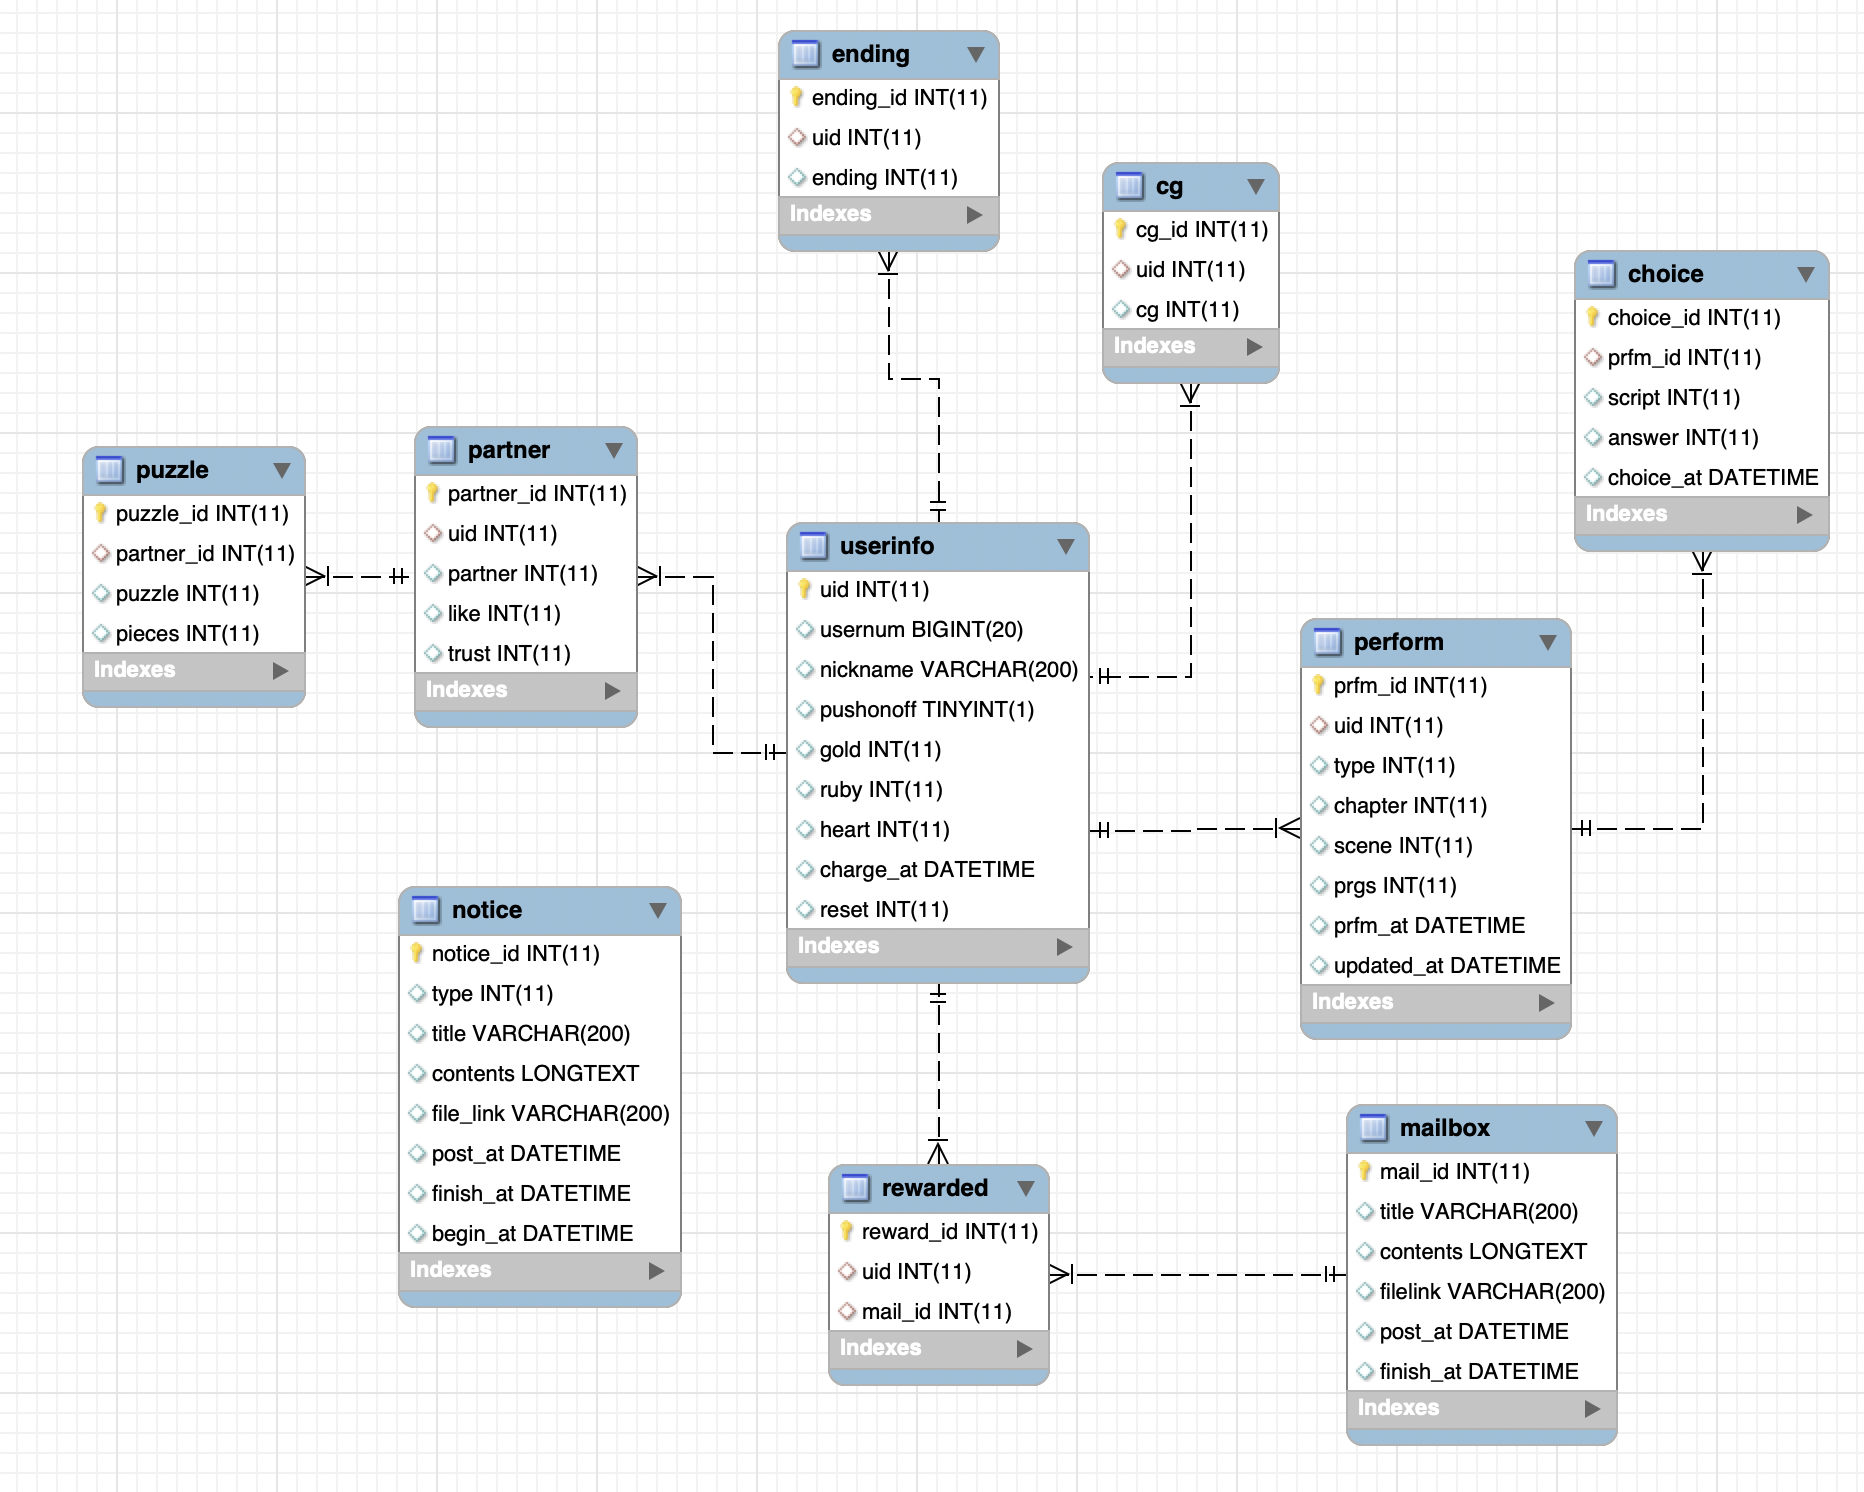 ending
ending_id INT(11)
uid INT(11)
ending INT(11)
Indexes
cg
cg_id INT(11)
uid INT(11)
cg INT(11)
Indexes
choice
choice_id INT(11)
prfm_id INT(11)
script INT(11)
answer INT(11)
choice_at DATETIME
Indexes
puzzle
puzzle_id INT(11)
partner_id INT(11)
puzzle INT(11)
pieces INT(11)
Indexes
partner
partner_id INT(11)
uid INT(11)
partner INT(11)
like INT(11)
trust INT(11)
Indexes
userinfo
uid INT(11)
usernum BIGINT(20)
nickname VARCHAR(200)
pushonoff TINYINT(1)
gold INT(11)
ruby INT(11)
heart INT(11)
charge_at DATETIME
reset INT(11)
Indexes
perform
prfm_id INT(11)
uid INT(11)
type INT(11)
chapter INT(11)
scene INT(11)
prgs INT(11)
prfm_at DATETIME
updated_at DATETIME
Indexes
notice
notice_id INT(11)
type INT(11)
title VARCHAR(200)
contents LONGTEXT
file_link VARCHAR(200)
post_at DATETIME
finish_at DATETIME
begin_at DATETIME
Indexes
rewarded
reward_id INT(11)
uid INT(11)
mail_id INT(11)
Indexes
mailbox
mail_id INT(11)
title VARCHAR(200)
contents LONGTEXT
filelink VARCHAR(200)
post_at DATETIME
finish_at DATETIME
Indexes